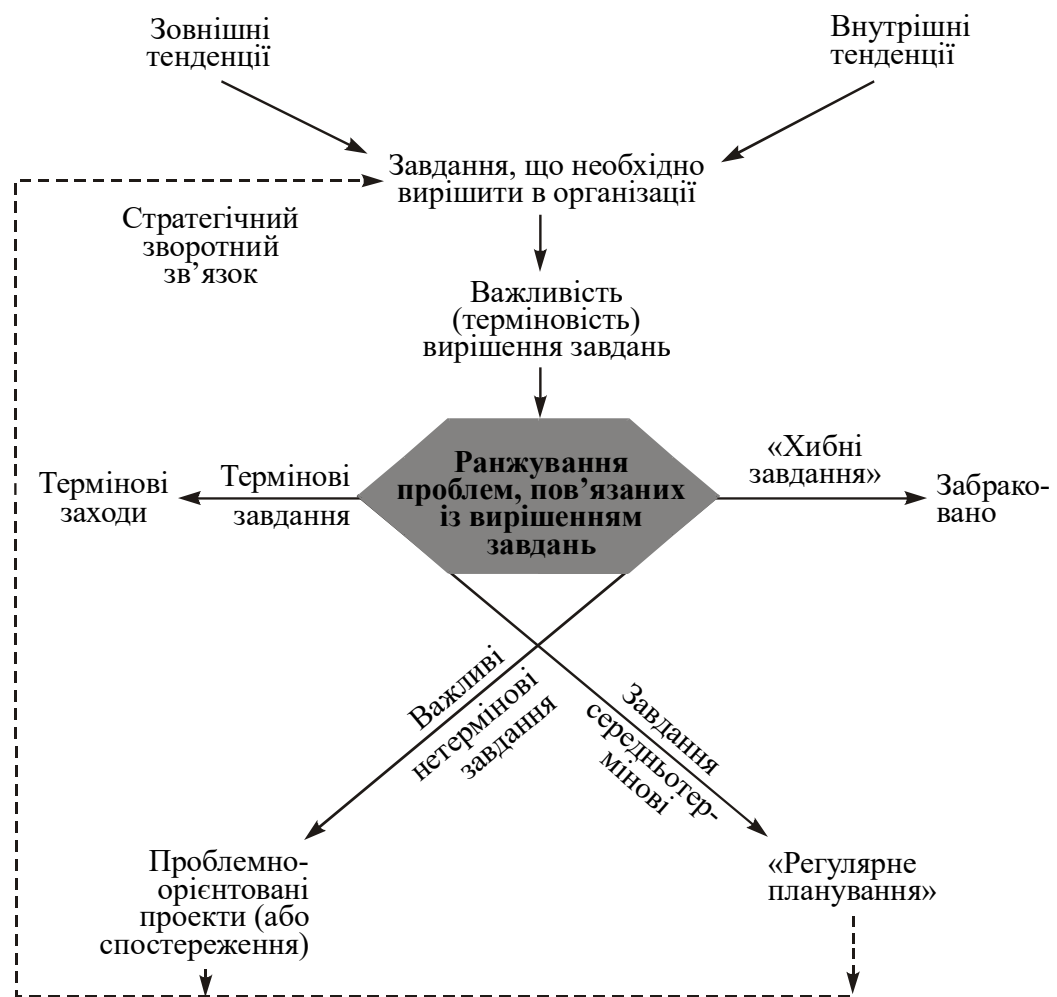 Зовнішні
тенденції
Внутрішні
тенденції
Завдання, що необхідно
вирішити в організації
Стратегічний
зворотний
зв’язок
Важливість
(терміновість)
вирішення завдань
Ранжування
проблем, пов’язаних
із вирішенням
завдань
Термінові
завдання
Термінові
заходи
«Хибні
завдання»
Забрако-
вано
Важливі
нетермінові
завдання
Завдання
середньотер-
мінові
Проблемно-
орієнтовані
проекти (або
спостереження)
«Регулярне
планування»